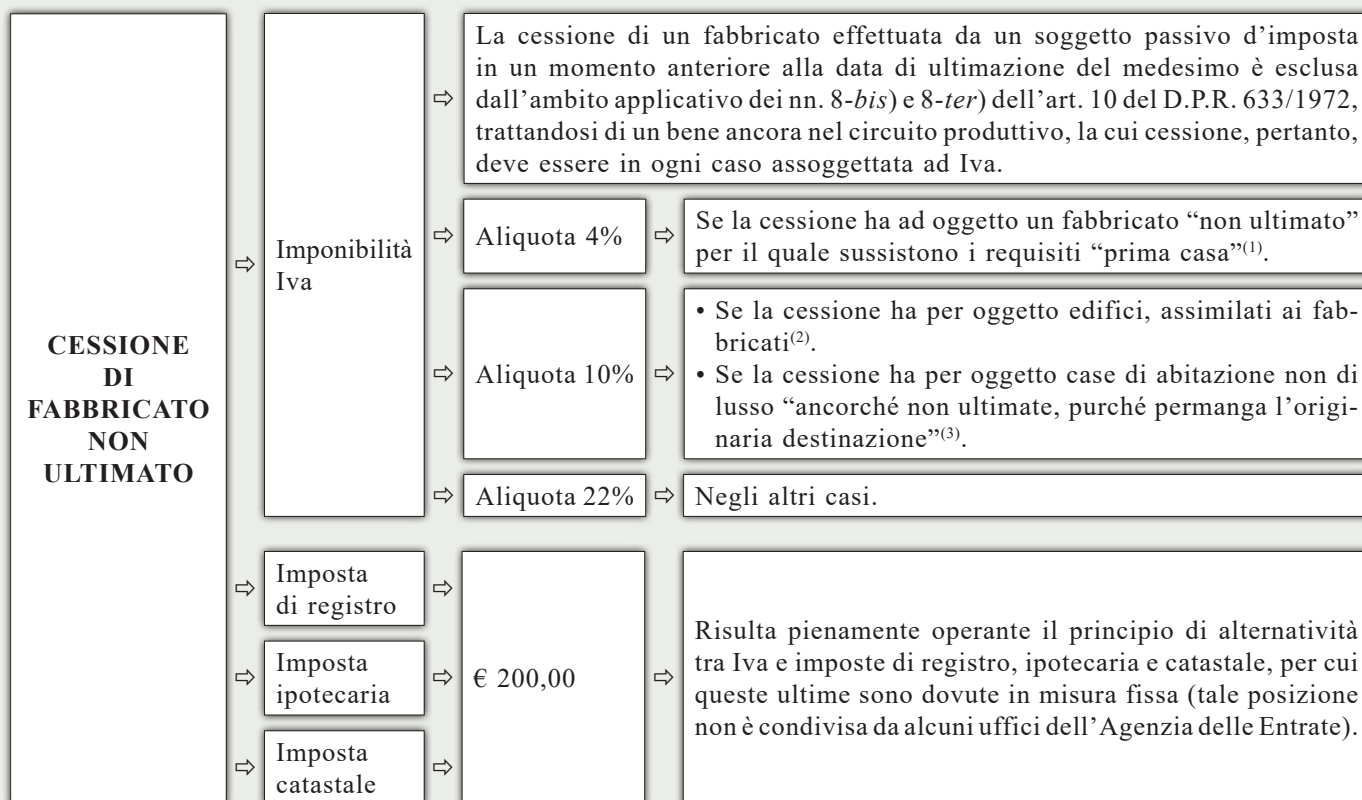 CESSIONE
DI
FABBRICATO
NON
ULTIMATO
Imponibilità
Iva
La cessione di un fabbricato effettuata da un soggetto passivo d’imposta
in un momento anteriore alla data di ultimazione del medesimo è esclusa
dall’ambito applicativo dei nn. 8-bis) e 8-ter) dell’art. 10 del D.P.R. 633/1972,
trattandosi di un bene ancora nel circuito produttivo, la cui cessione, pertanto,
deve essere in ogni caso assoggettata ad Iva.
Aliquota 4%
Se la cessione ha ad oggetto un fabbricato “non ultimato”
per il quale sussistono i requisiti “prima casa”(1).
Aliquota 10%
• Se la cessione ha per oggetto edifici, assimilati ai fab-
bricati(2).
• Se la cessione ha per oggetto case di abitazione non di
lusso “ancorché non ultimate, purché permanga l’origi-
naria destinazione”(3).
Aliquota 22%
Negli altri casi.
Imposta
di registro
Imposta
ipotecaria
Imposta
catastale
€ 200,00
Risulta pienamente operante il principio di alternatività
tra Iva e imposte di registro, ipotecaria e catastale, per cui
queste ultime sono dovute in misura fissa (tale posizione
non è condivisa da alcuni uffici dell’Agenzia delle Entrate).